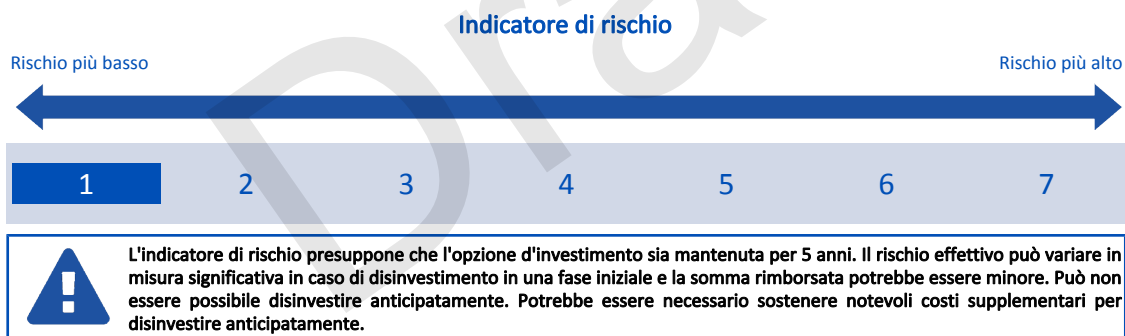 Indicatore di rischio
Rischio più basso
Rischio più alto
1 2 3 4 5 6 7
L'indicatore di rischio presuppone che l'opzione d'investimento sia mantenuta per 5 anni. Il rischio effettivo può variare in
misura significativa in caso di disinvestimento in una fase iniziale e la somma rimborsata potrebbe essere minore. Può non
essere possibile disinvestire anticipatamente. Potrebbe essere necessario sostenere notevoli costi supplementari per
disinvestire anticipatamente.